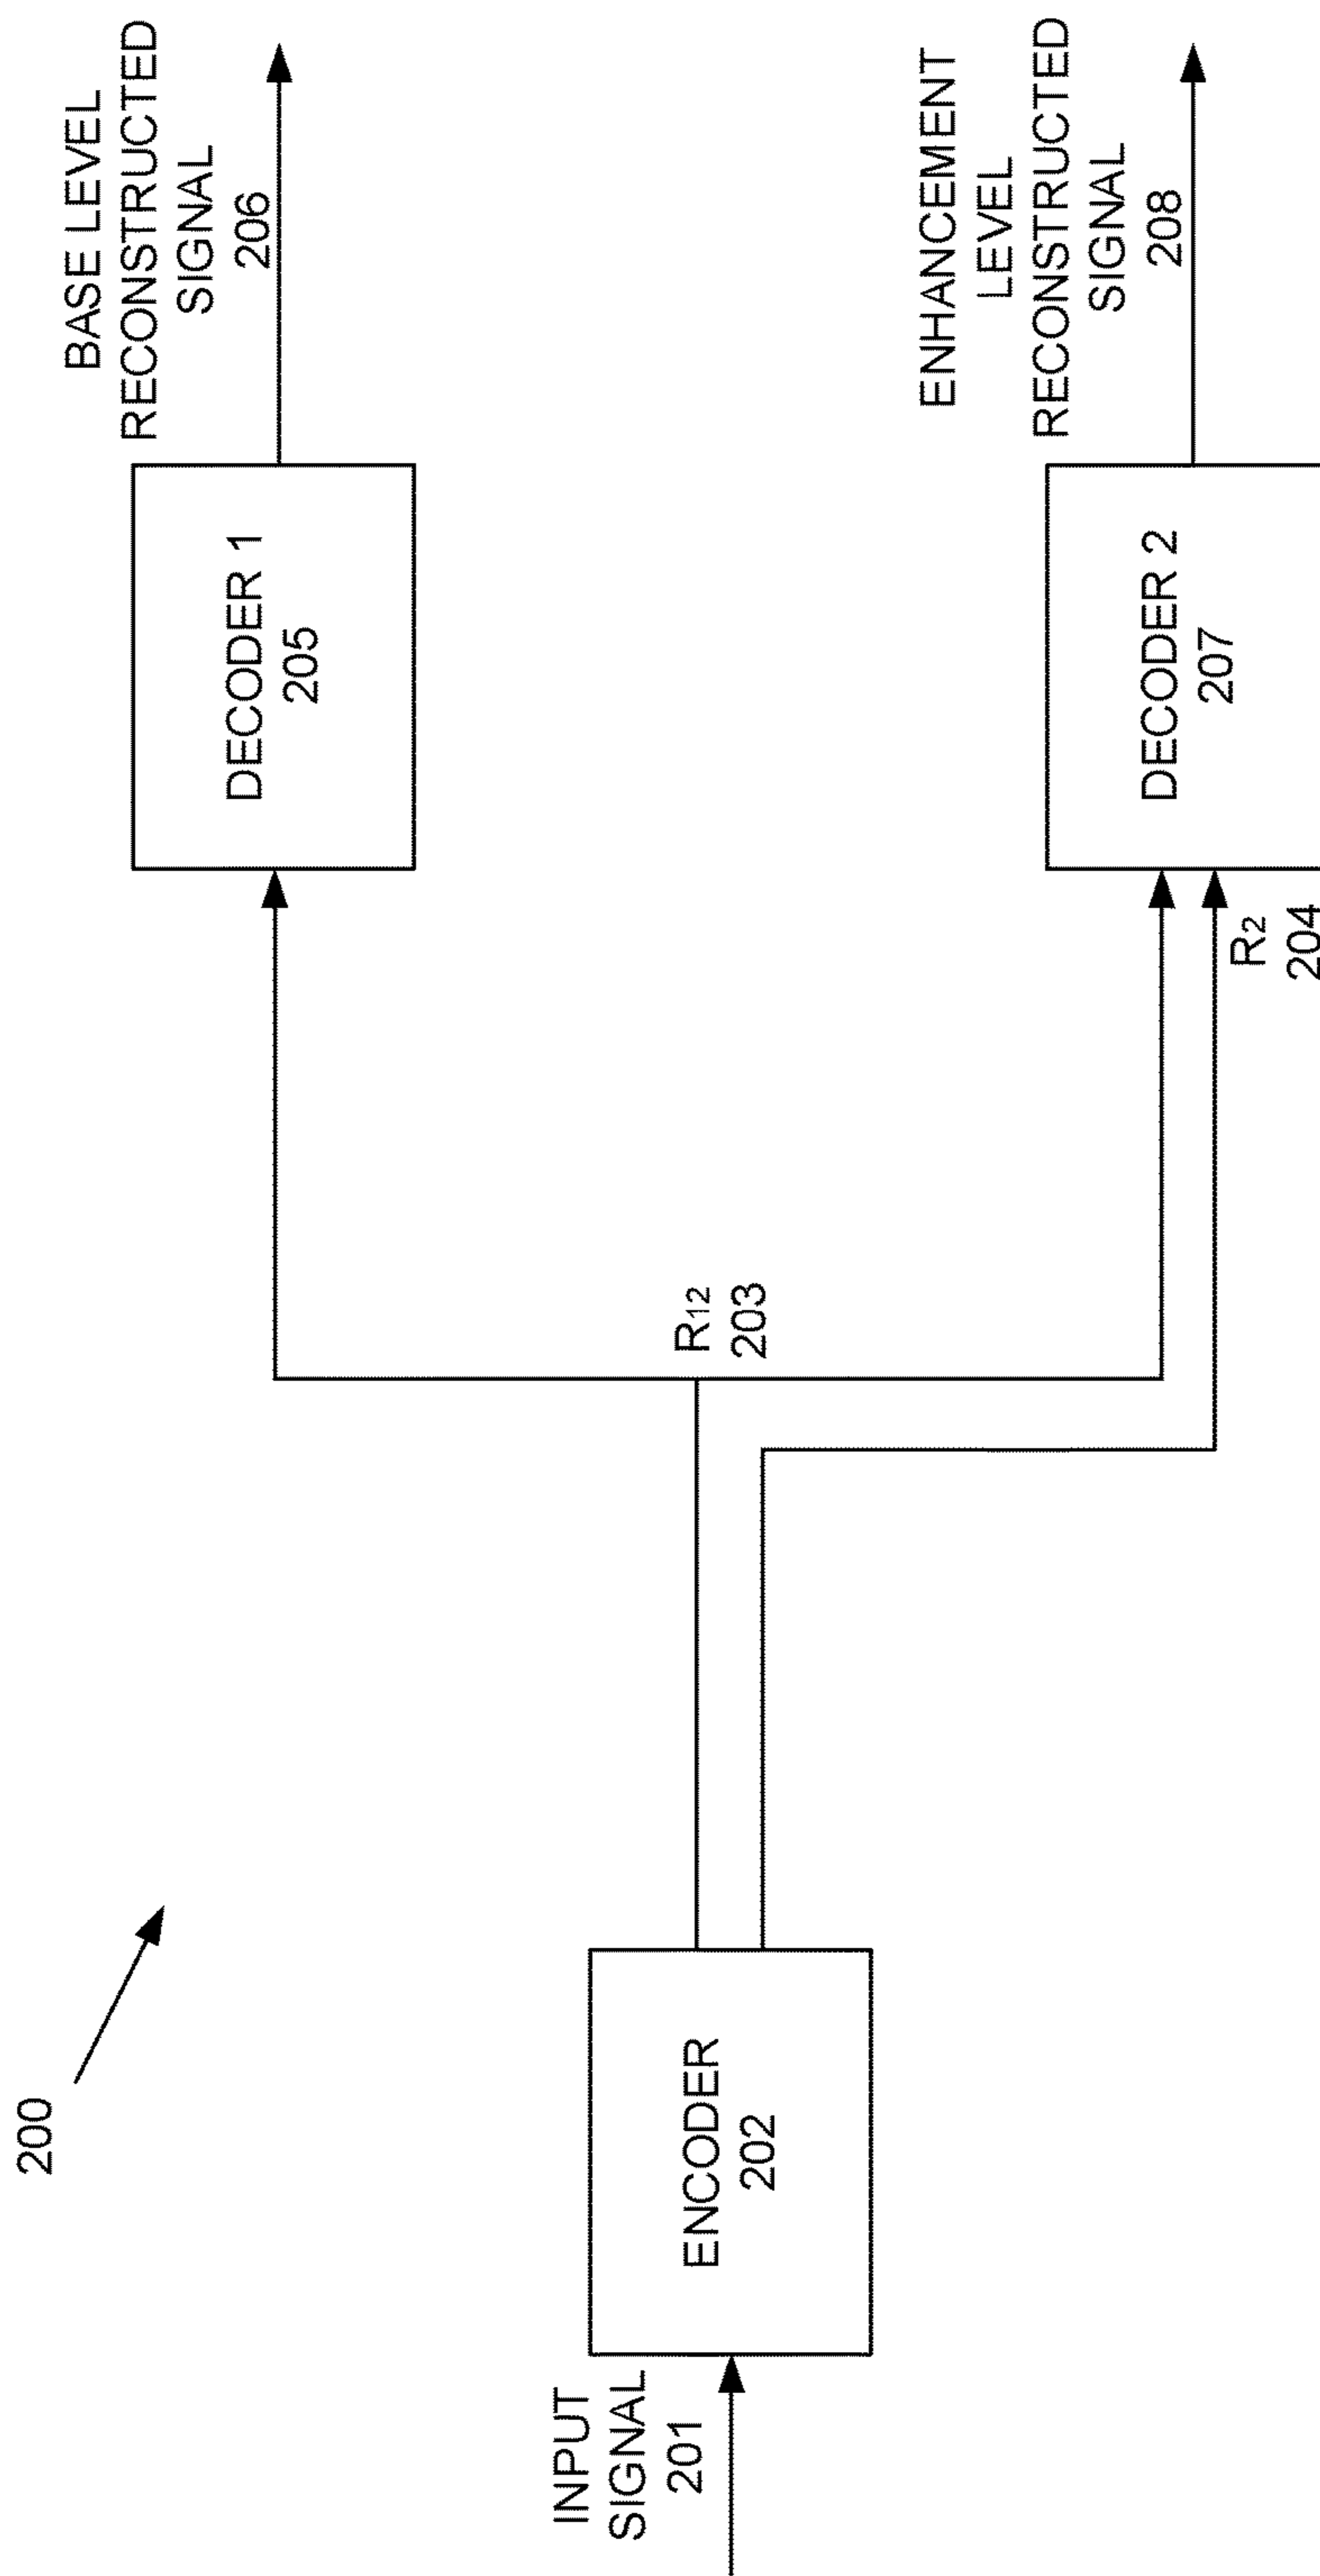 200
INPUT
SIGNAL
201
ENCODER
202
R12
203
R2
204
DECODER 1
205
BASE LEVEL
RECONSTRUCTED
SIGNAL
206
DECODER 2
207
ENHANCEMENT
LEVEL
RECONSTRUCTED
SIGNAL
208